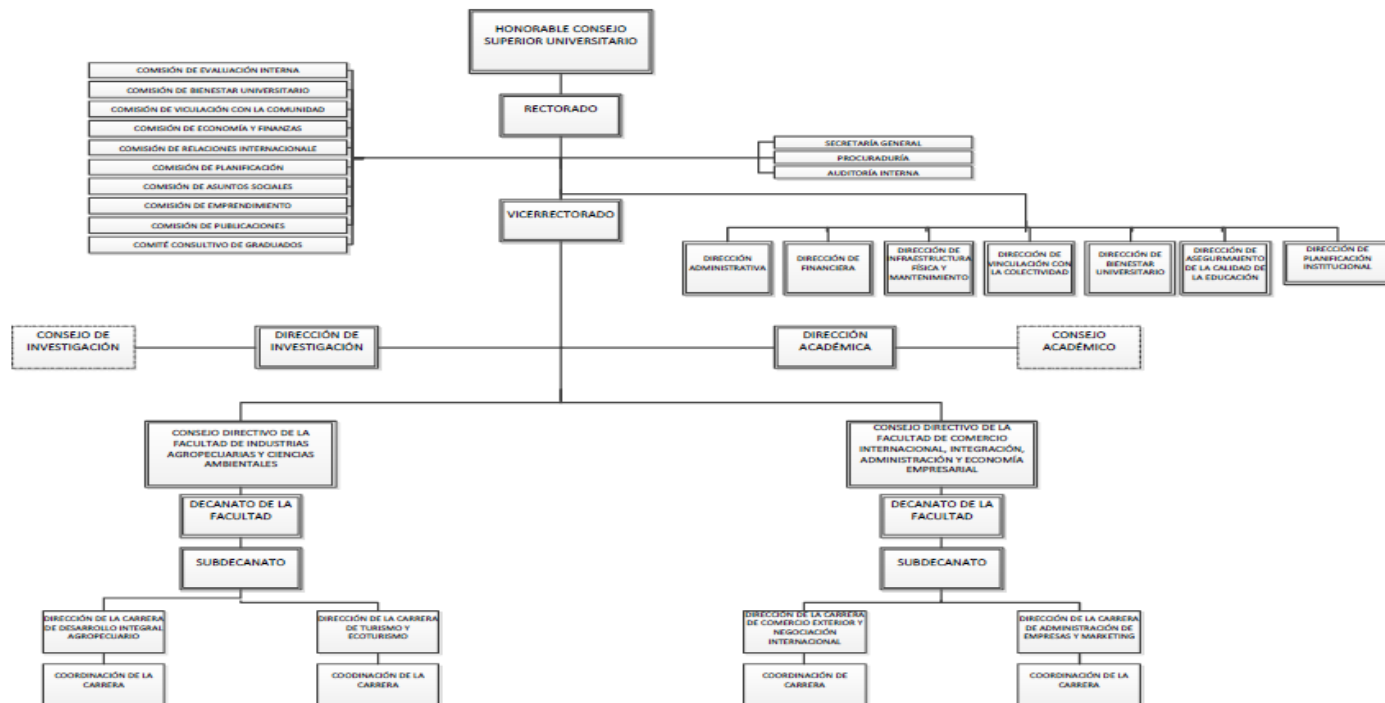 HONORABLE CONSEJO
SUPERIOR UNIVERSITARIO
RECTORADO
COMISIÓN DE EVALUACIÓN INTERNA
COMISIÓN DE BIENESTAR UNIVERSITARIO
COMISIÓN DE VICULACIÓN CON LA COMUNIDAD
COMISIÓN DE ECONOMÍA Y FINANZAS
COMISIÓN DE RELACIONES INTERNACIONALE
COMISIÓN DE PLANIFICACIÓN
COMISIÓN DE ASUNTOS SOCIALES
COMISIÓN DE EMPRENDIMIENTO
COMISIÓN DE PUBLICACIONES
COMITÉ CONSULTIVO DE GRADUADOS
SECRETARÍA GENERAL
PROCURADURÍA
AUDITORÍA INTERNA
VICERRECTORADO
DIRECCIÓN
ADMINISTRATIVA
DIRECCIÓN DE
FINANCIERA
DIRECCIÓN DE
INFRAESTRUCTURA
FÍSICA Y
MANTENIMIENTO
DIRECCIÓN DE
VINCULACIÓN CON
LA COLECTIVIDAD
DIRECCIÓN DE
BIENESTAR
UNIVERSITARIO
DIRECCIÓN DE
ASEGURMAIENTO
DE LA CALIDAD DE
LA EDUCACIÓN
DIRECCIÓN DE
PLANIFICACIÓN
INSTITUCIONAL
CONSEJO DE
INVESTIGACIÓN
DIRECCIÓN DE
INVESTIGACIÓN
DIRECCIÓN
ACADÉMICA
CONSEJO
ACADÉMICO
CONSEJO DIRECTIVO DE LA
FACULTAD DE INDUSTRIAS
AGROPECUARIAS Y CIENCIAS
AMBIENTALES
CONSEJO DIRECTIVO DE LA
FACULTAD DE COMERCIO
INTERNACIONAL, INTEGRACIÓN,
ADMINISTRACIÓN Y ECONOMÍA
EMPRESARIAL
DECANATO DE LA
FACULTAD
DECANATO DE LA
FACULTAD
SUBDECANATO
SUBDECANATO
DIRECCIÓN DE LA CARRERA
DE DESARROLLO INTEGRAL
AGROPECUARIO
DIRECCIÓN DE LA CARRERA
DE TURISMO Y
ECOTURISMO
DIRECCIÓN DE LA CARRERA
DE COMERCIO EXTERIOR Y
NEGOCIACIÓN
INTERNACIONAL
DIRECCIÓN DE LA CARRERA
DE ADMINISTRACIÓN DE
EMPRESAS Y MARKETING
COORDINACIÓN DE LA
CARRERA
COODINACIÓN DE LA
CARRERA
COORDINACIÓN DE
CARRERA
COORDINACIÓN DE LA
CARRERA